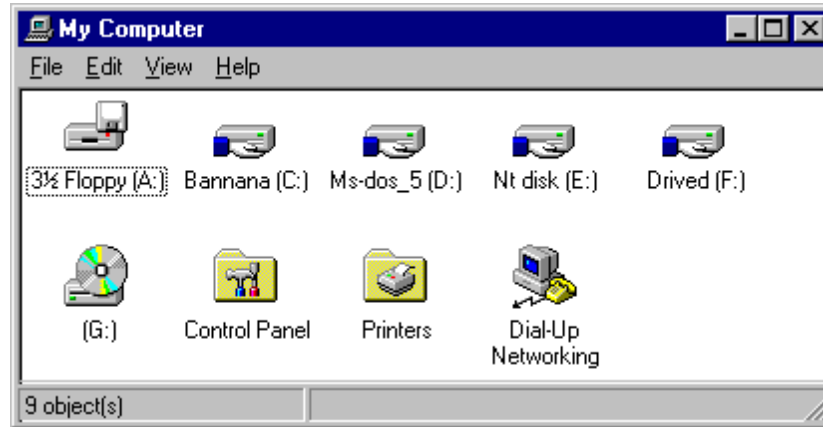 My Computer
File Edit View Help
3½ Floppy (A:) Bannana (C:) Ms-dos_5 (D:) Nt disk (E:) Drived (F:)
(G:) Control Panel Printers Dial-Up
Networking
9 object(s)